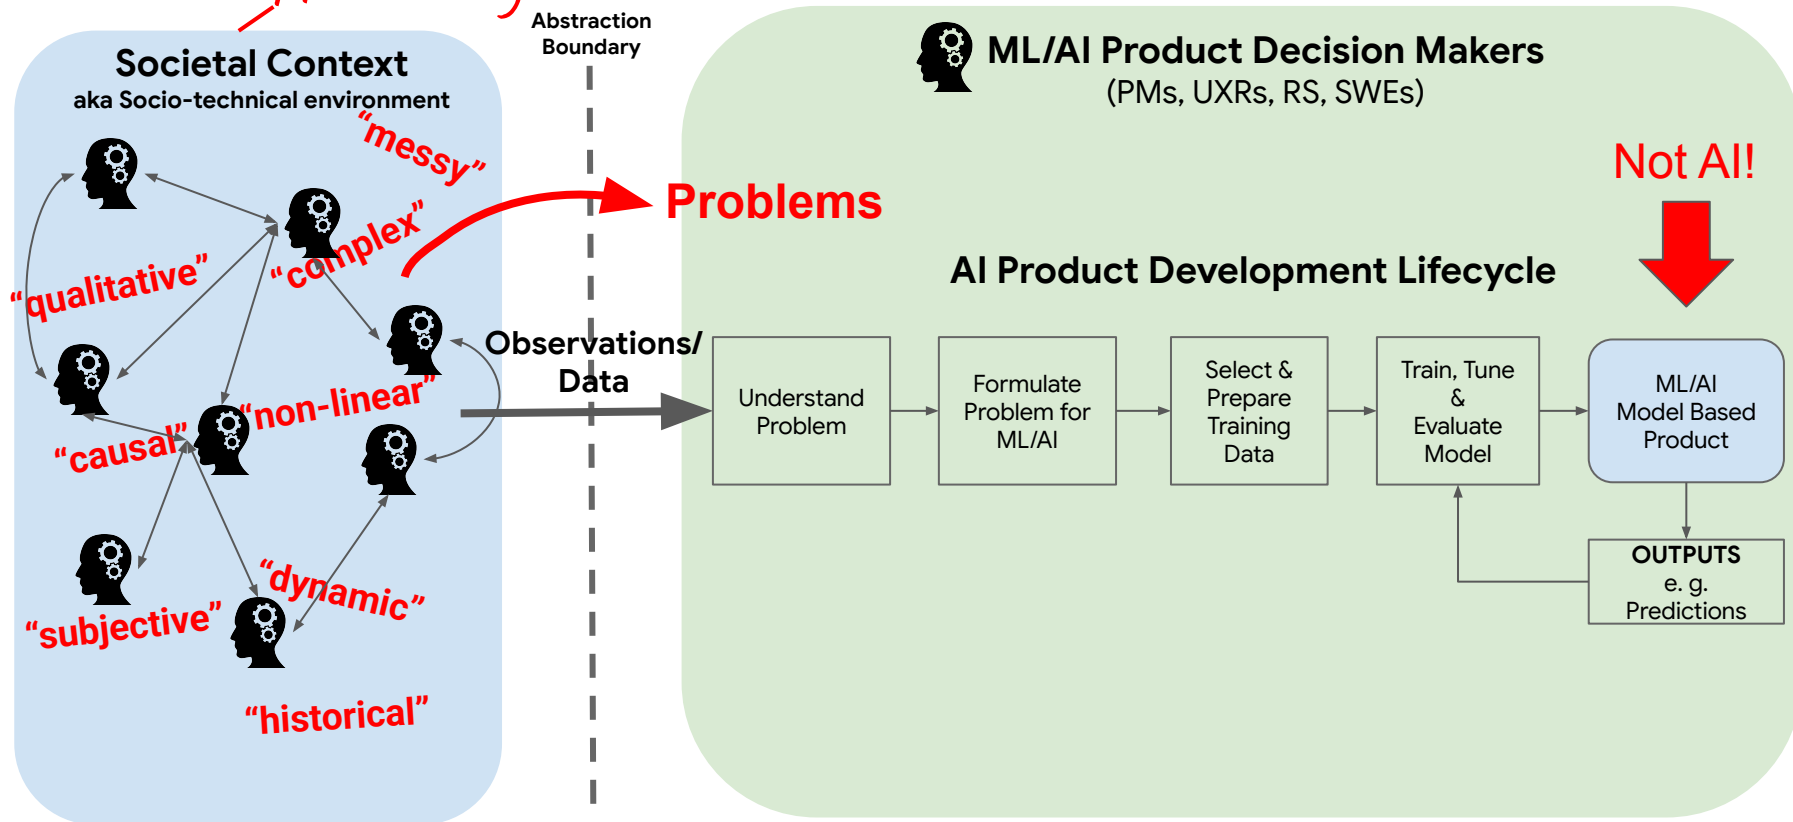 Abstraction
Boundary
Societal Context
aka Socio-technical environment
“messy”
“complex”
“qualitative”
“non-linear”
“causal”
“dynamic”
“subjective”
“historical”
Problems
Observations/
Data
ML/AI Product Decision Makers
(PMs, UXRs, RS, SWEs)
Not AI!
AI Product Development Lifecycle
Understand
Problem
Formulate
Problem for
ML/AI
Select &
Prepare
Training
Data
Train, Tune
&
Evaluate
Model
ML/AI
Model Based
Product
OUTPUTS
e. g.
Predictions